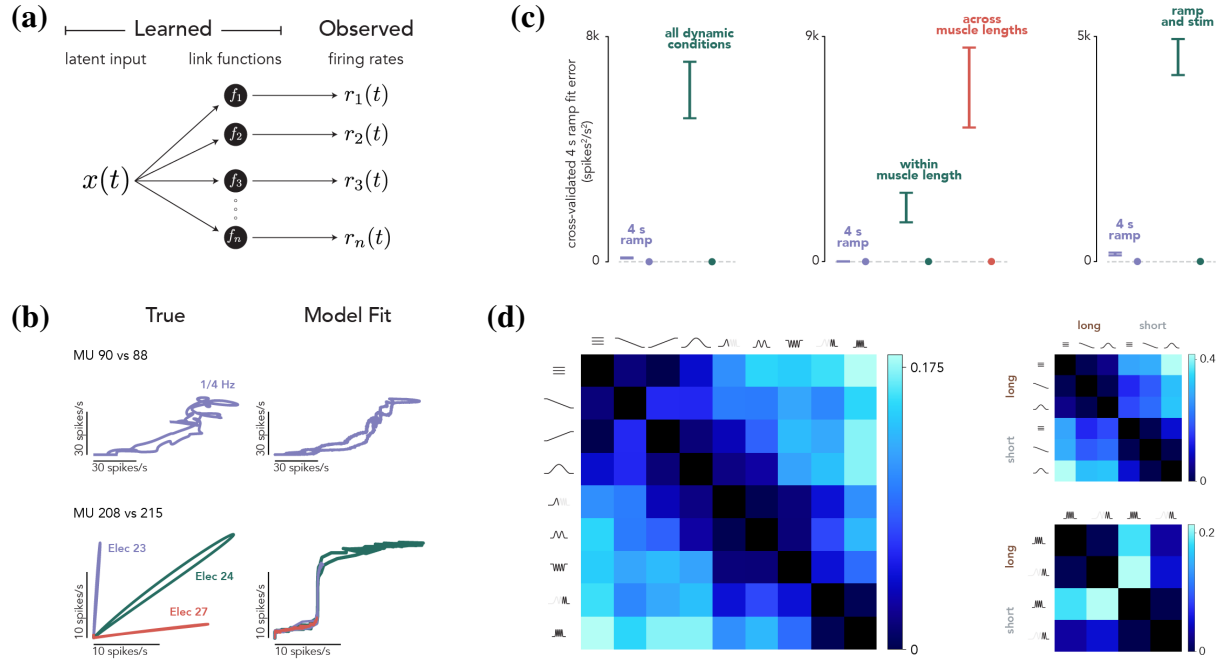 (a)
Learned
Observed
latent input
link functions
firing rates
x(t)
f1
f2
f3
fn
r1(t)
r2(t)
r3(t)
rn(t)
(b)
True
Model Fit
MU 90 vs 88
1/4 Hz
30 spikes/s
30 spikes/s
30 spikes/s
30 spikes/s
MU 208 vs 215
Elec 23
Elec 24
Elec 27
10 spikes/s
10 spikes/s
10 spikes/s
10 spikes/s
(c)
cross-validated 4 s ramp fit error
(spikes²/s²)
8k
0
all dynamic
conditions
4 s
ramp
9k
0
across
muscle lengths
within
muscle length
4 s
ramp
5k
0
ramp
and stim
4 s
ramp
(d)
0.175
0
long
short
long
short
0.4
0
long
short
0.2
0